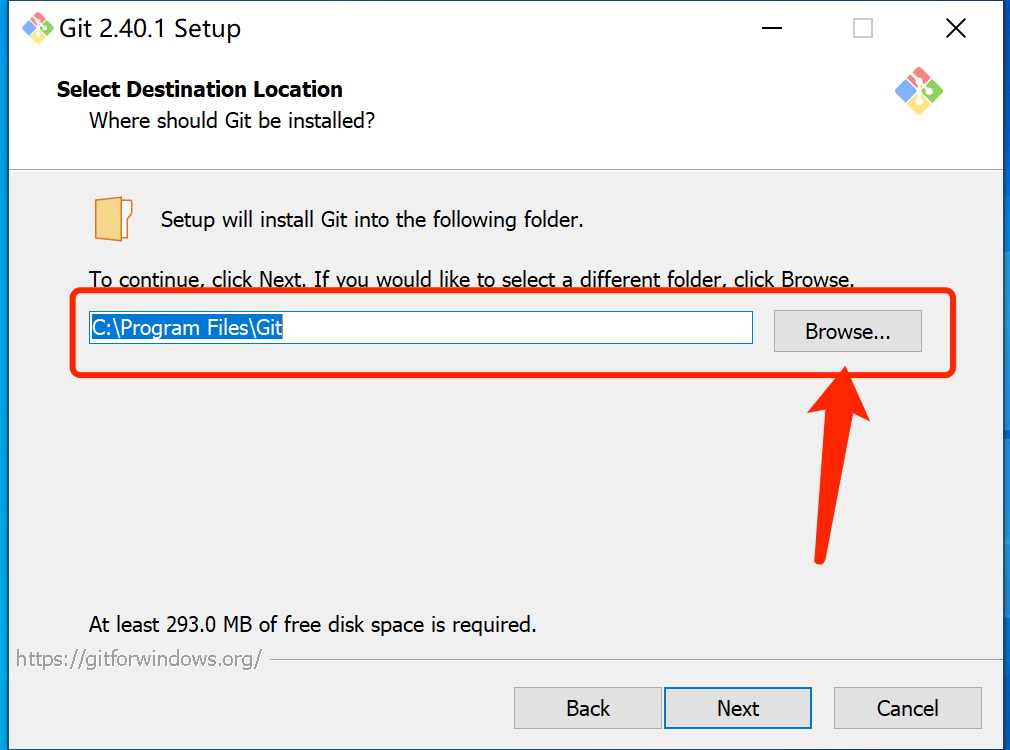 Git 2.40.1 Setup
Select Destination Location
Where should Git be installed?
Setup will install Git into the following folder.
To continue, click Next. If you would like to select a different folder, click Browse.
C:\Program Files\Git
Browse...
At least 293.0 MB of free disk space is required.
https://gitforwindows.org/
Back
Next
Cancel